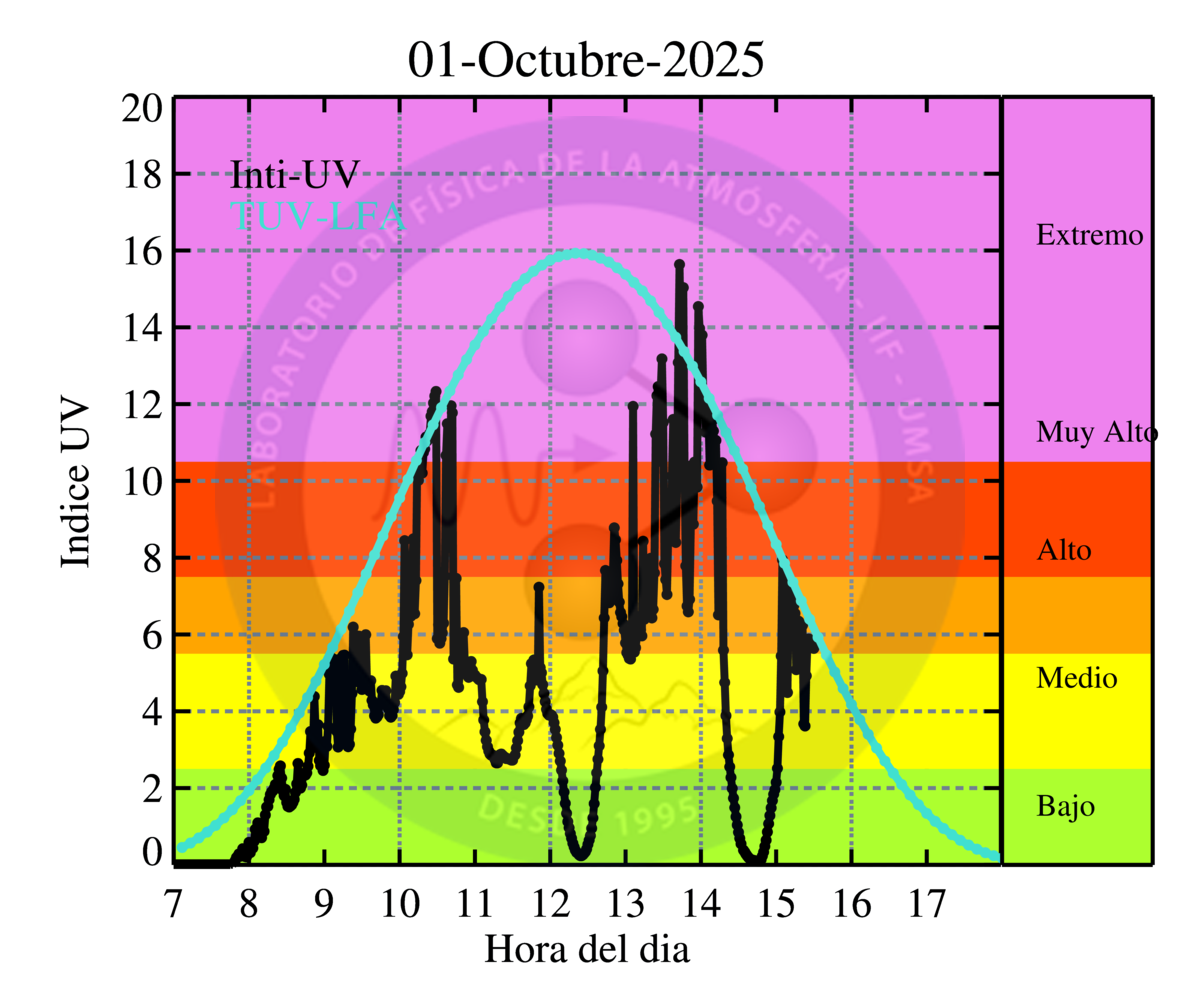 01-Octubre-2025
20
18
16
14
12
10
8
6
4
2
0
Indice UV
Inti-UV
TUV-LFA
LABORATORIO DE FÍSICA DE LA ATMÓSFERA - IIF - UMSA
DESDE 1995
Extremo
Muy Alto
Alto
Medio
Bajo
7 8 9 10 11 12 13 14 15 16 17
Hora del dia